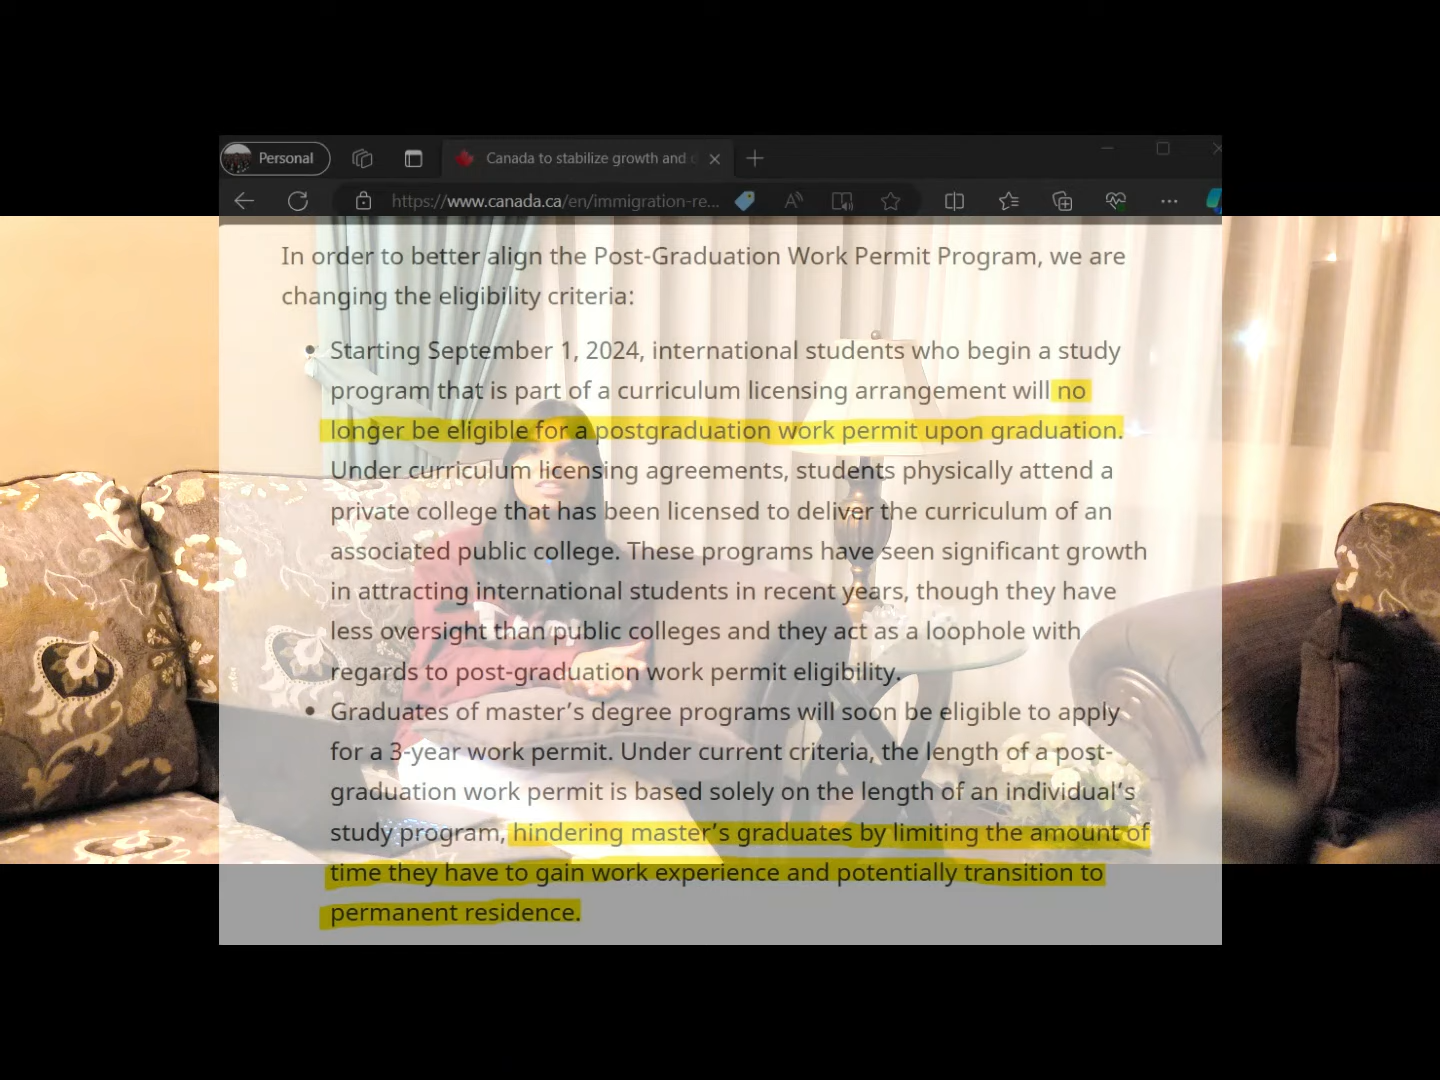 Personal
Canada to stabilize growth and d
https://www.canada.ca/en/immigration-re...
In order to better align the Post-Graduation Work Permit Program, we are
changing the eligibility criteria:
• Starting September 1, 2024, international students who begin a study
program that is part of a curriculum licensing arrangement will no
longer be eligible for a postgraduation work permit upon graduation.
Under curriculum licensing agreements, students physically attend a
private college that has been licensed to deliver the curriculum of an
associated public college. These programs have seen significant growth
in attracting international students in recent years, though they have
less oversight than public colleges and they act as a loophole with
regards to post-graduation work permit eligibility.
• Graduates of master’s degree programs will soon be eligible to apply
for a 3-year work permit. Under current criteria, the length of a post-
graduation work permit is based solely on the length of an individual’s
study program, hindering master’s graduates by limiting the amount of
time they have to gain work experience and potentially transition to
permanent residence.